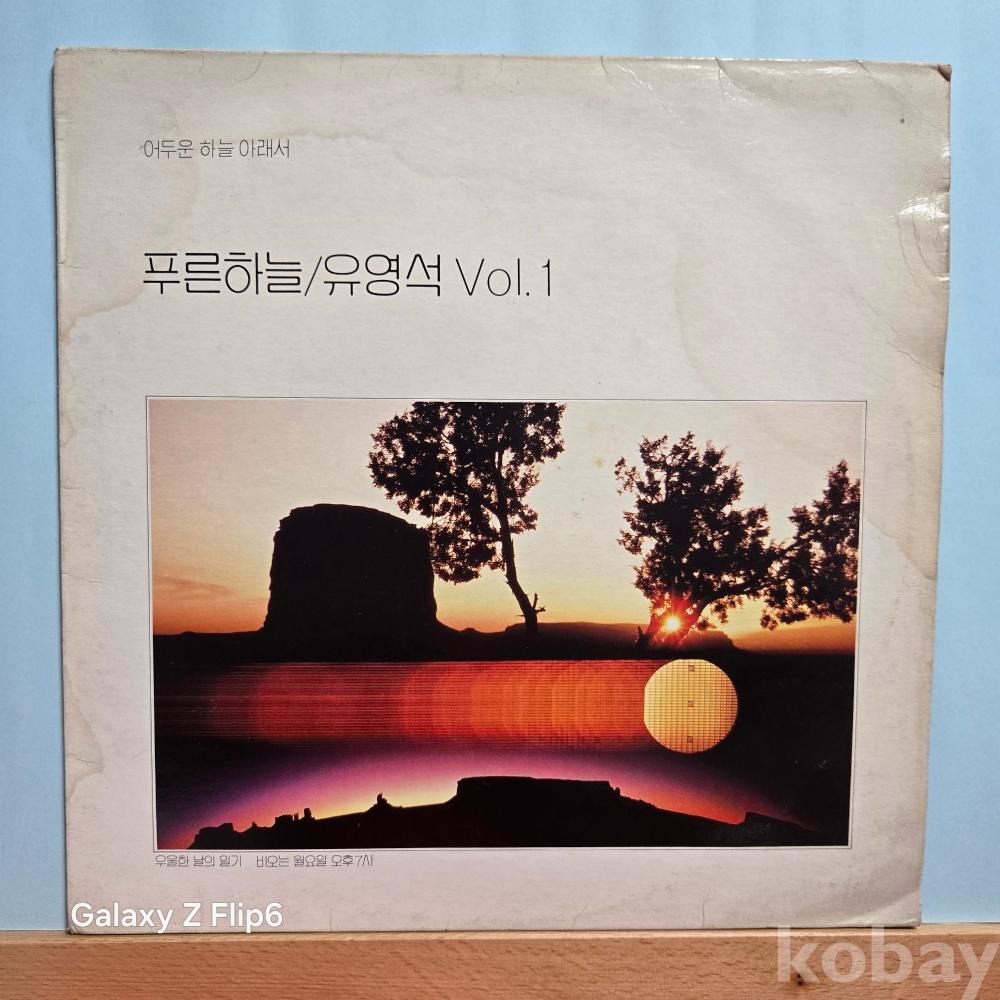 어두운 하늘 아래서
푸른하늘/유영석 Vol.1
우울한 날의 일기 비오는 월요일 오후7시
Galaxy Z Flip6
kobay